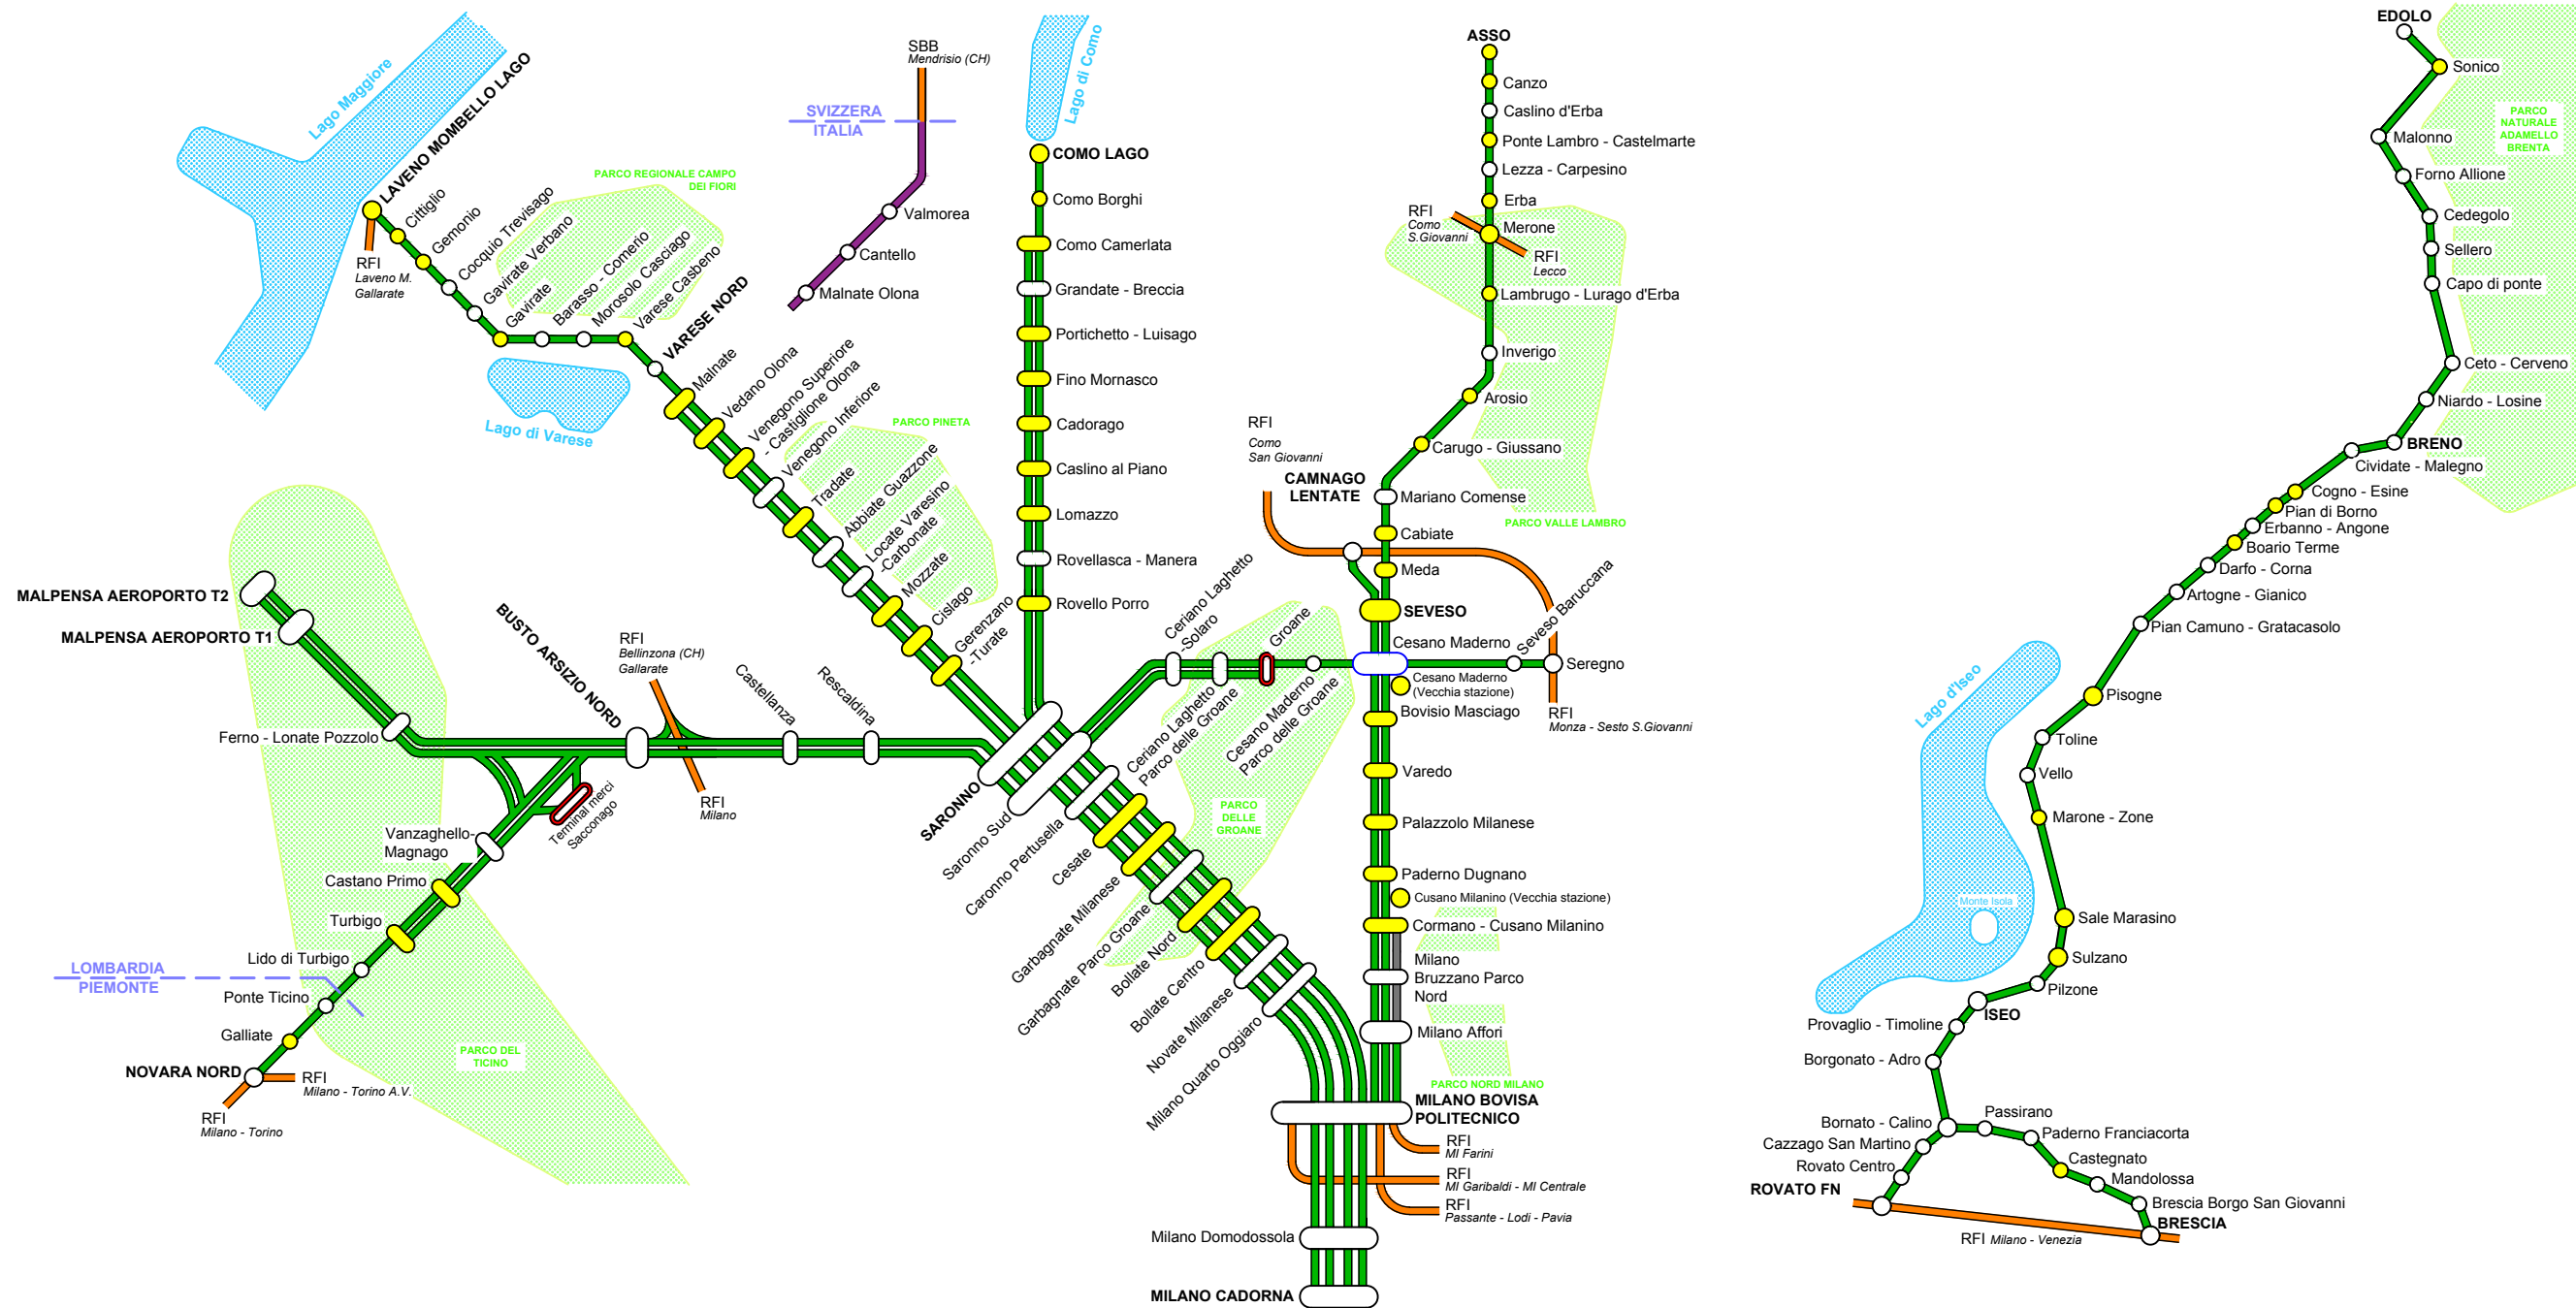 Lago Maggiore
LAVENO MOMBELLO LAGO
RFI
Laveno M.
Gallarate
Cittiglio
Gemonio
Cocquio Trevisago
Gavirate Verbano
Gavirate
Barasso - Comerio
Morosolo Casciago
Varese Casbeno
VARESE NORD
PARCO REGIONALE CAMPO
DEI FIORI
Lago di Varese
Malnate
Vedano Olona
Venegono Superiore
- Castiglione Olona
Venegono Inferiore
Tradate
Abbiate Guazzone
Locate Varesino
-Carbonate
Mozzate
Cislago
Gerenzano
-Turate
PARCO PINETA
SBB
Mendrisio (CH)
SVIZZERA
ITALIA
Valmorea
Cantello
Malnate Olona
Lago di Como
COMO LAGO
Como Borghi
Como Camerlata
Grandate - Breccia
Portichetto - Luisago
Fino Mornasco
Cadorago
Caslino al Piano
Lomazzo
Rovellasca - Manera
Rovello Porro
MALPENSA AEROPORTO T2
MALPENSA AEROPORTO T1
Ferno - Lonate Pozzolo
BUSTO ARSIZIO NORD
RFI
Bellinzona (CH)
Gallarate
RFI
Milano
Castellanza
Rescaldina
Terminal merci
Sacconago
Vanzaghello-
Magnago
Castano Primo
Turbigo
Lido di Turbigo
LOMBARDIA
PIEMONTE
Ponte Ticino
Galliate
NOVARA NORD
RFI
Milano - Torino A.V.
RFI
Milano - Torino
PARCO DEL
TICINO
SARONNO
Saronno Sud
Caronno Pertusella
Cesate
Garbagnate Milanese
Garbagnate Parco Groane
Bollate Nord
Bollate Centro
Novate Milanese
Milano Quarto Oggiaro
Ceriano Laghetto
-Solaro
Ceriano Laghetto
Parco delle Groane
Groane
Cesano Maderno
Parco delle Groane
PARCO
DELLE
GROANE
ASSO
Canzo
Caslino d'Erba
Ponte Lambro - Castelmarte
Lezza - Carpesino
Erba
RFI
Como
S.Giovanni
Merone
RFI
Lecco
Lambrugo - Lurago d'Erba
Inverigo
Arosio
Carugo - Giussano
PARCO VALLE LAMBRO
RFI
Como
San Giovanni
CAMNAGO
LENTATE
Mariano Comense
Cabiate
Meda
SEVESO
Cesano Maderno
Seveso Baruccana
Seregno
RFI
Monza - Sesto S.Giovanni
Cesano Maderno
(Vecchia stazione)
Bovisio Masciago
Varedo
Palazzolo Milanese
Paderno Dugnano
Cusano Milanino (Vecchia stazione)
Cormano - Cusano Milanino
Milano
Bruzzano Parco
Nord
Milano Affori
PARCO NORD MILANO
MILANO BOVISA
POLITECNICO
RFI
MI Farini
RFI
MI Garibaldi - MI Centrale
RFI
Passante - Lodi - Pavia
Milano Domodossola
MILANO CADORNA
EDOLO
Sonico
PARCO
NATURALE
ADAMELLO
BRENTA
Malonno
Forno Allione
Cedegolo
Sellero
Capo di ponte
Ceto - Cerveno
Niardo - Losine
BRENO
Cividate - Malegno
Cogno - Esine
Pian di Borno
Erbanno - Angone
Boario Terme
Darfo - Corna
Artogne - Gianico
Pian Camuno - Gratacasolo
Lago d'Iseo
Pisogne
Toline
Vello
Marone - Zone
Monte Isola
Sale Marasino
Sulzano
Pilzone
ISEO
Provaglio - Timoline
Borgonato - Adro
Bornato - Calino
Passirano
Paderno Franciacorta
Cazzago San Martino
Castegnato
Rovato Centro
Mandolossa
ROVATO FN
Brescia Borgo San Giovanni
BRESCIA
RFI Milano - Venezia